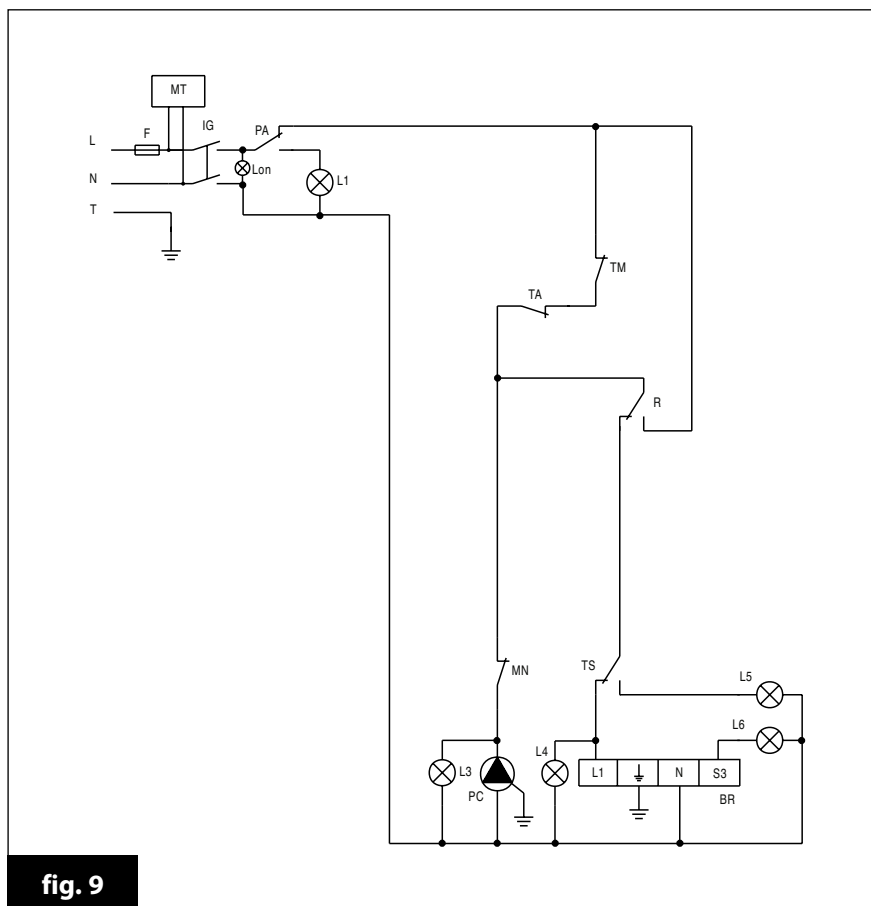 MT
L F IG PA
Lon L1
N
T
TM
TA
R
MN TS
L5
L6
L3 L4
PC L1 N S3
BR
fig. 9